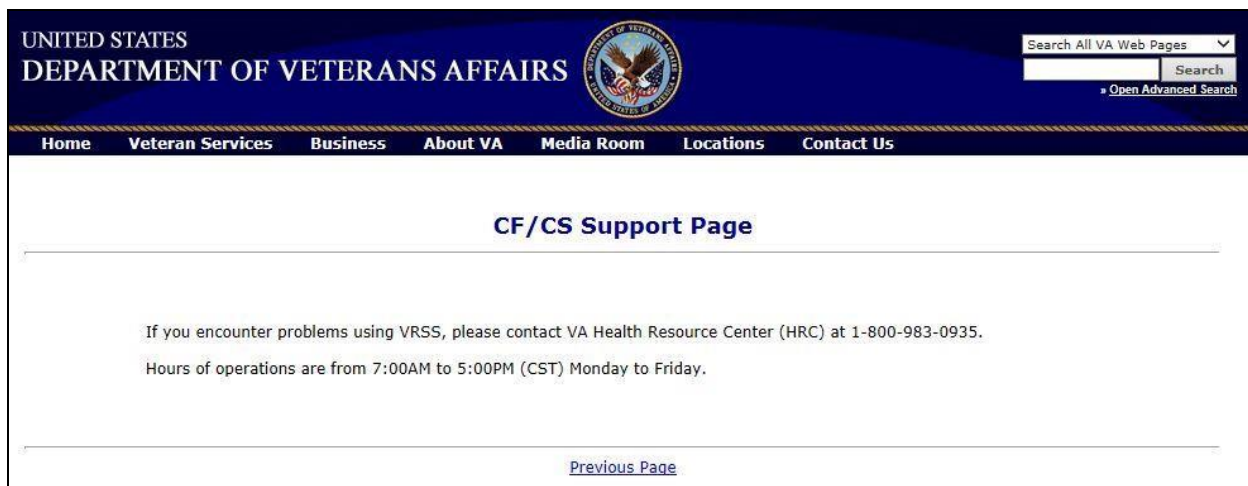 UNITED STATES
DEPARTMENT OF VETERANS AFFAIRS
Search All VA Web Pages
Search
» Open Advanced Search
Home Veteran Services Business About VA Media Room Locations Contact Us
CF/CS Support Page
If you encounter problems using VRSS, please contact VA Health Resource Center (HRC) at 1-800-983-0935.
Hours of operations are from 7:00AM to 5:00PM (CST) Monday to Friday.
Previous Page